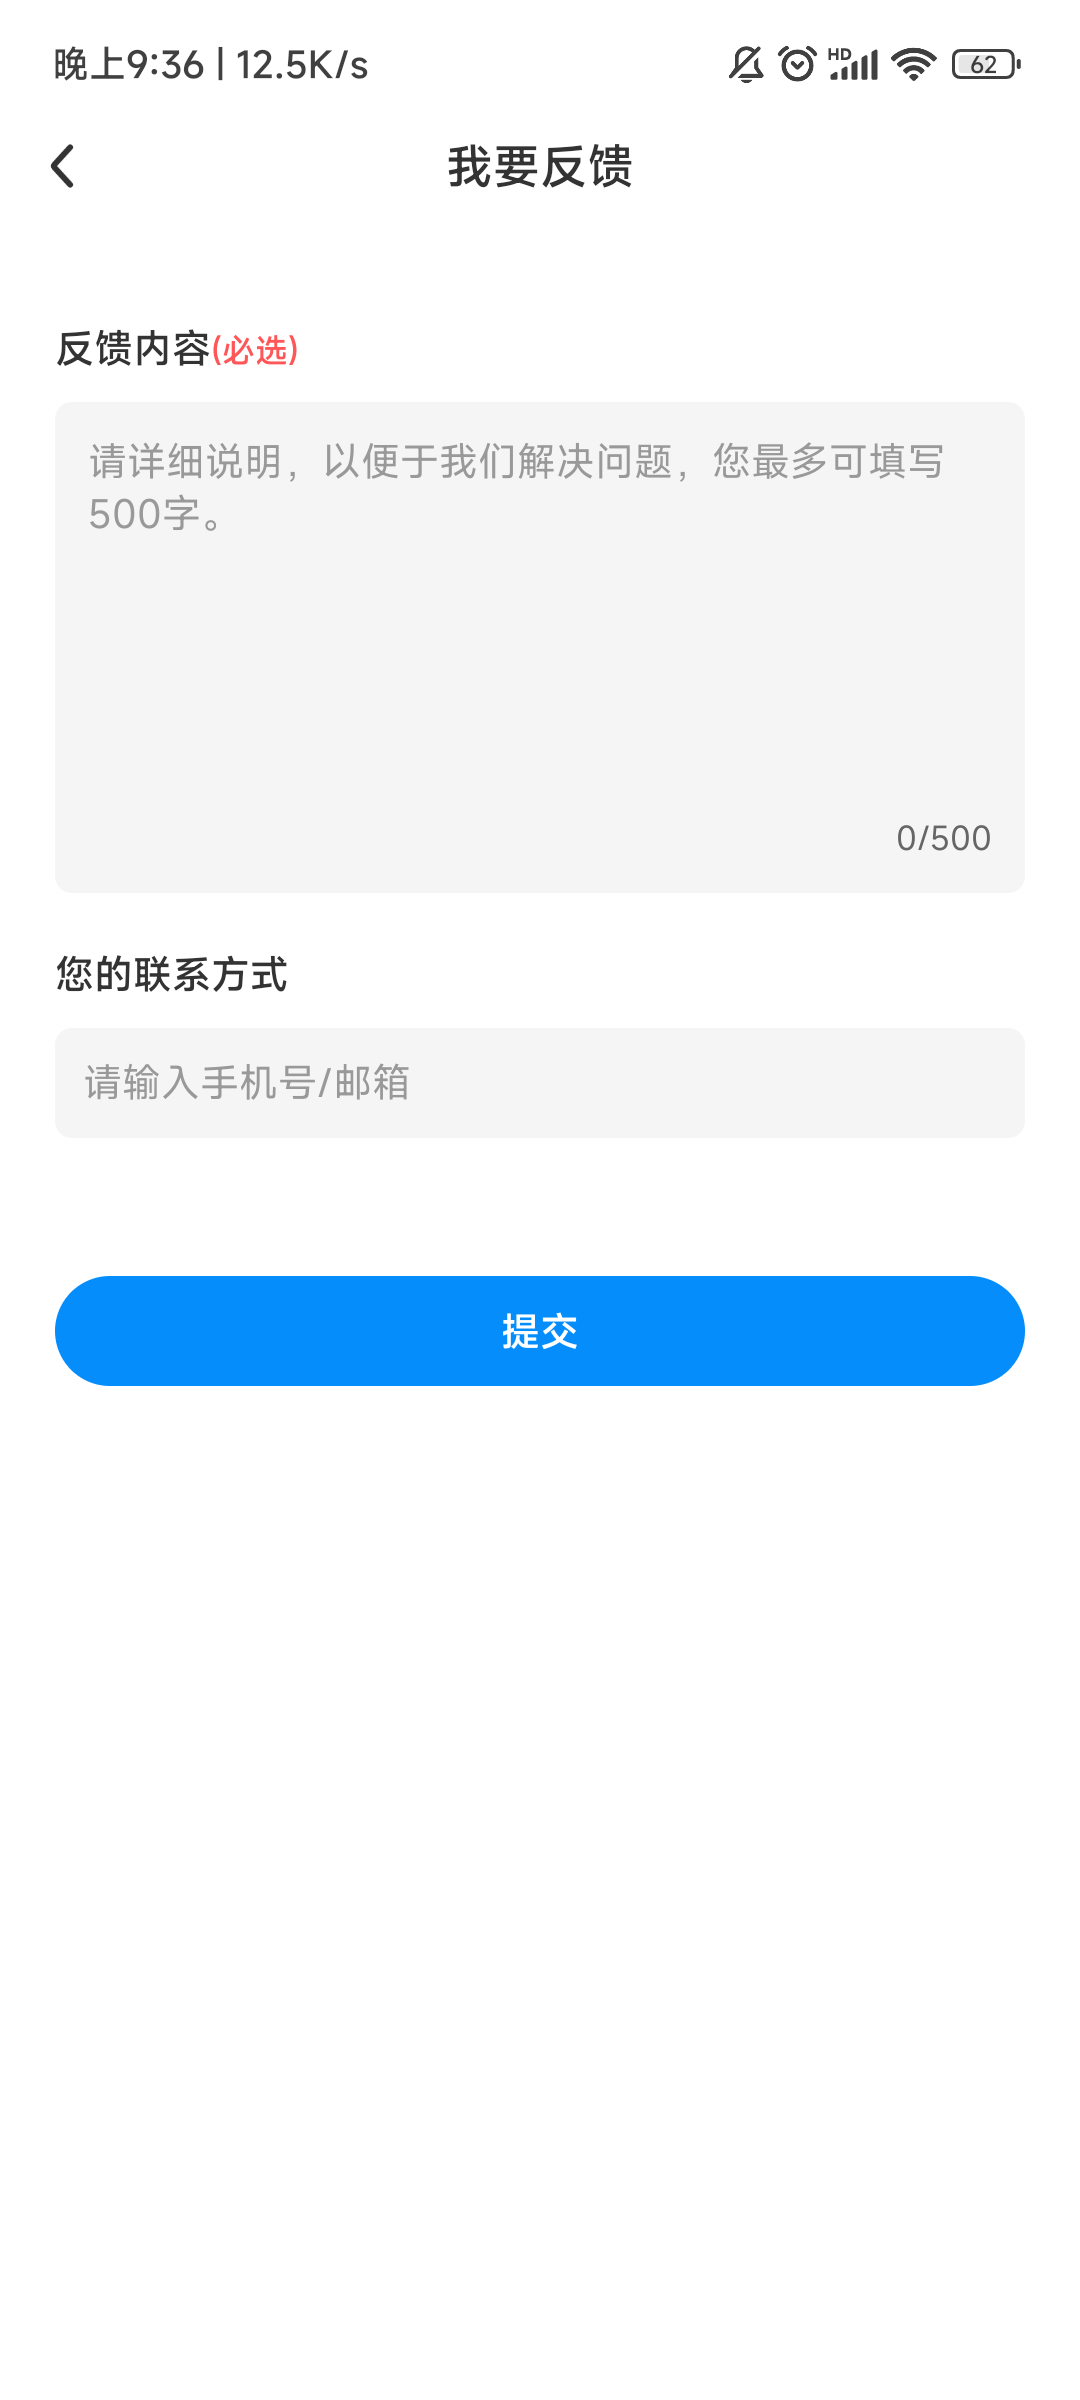 晚上9:36 | 12.5K/s
HD
62
我要反馈
反馈内容(必选)
请详细说明，以便于我们解决问题，您最多可填写
500字。
0/500
您的联系方式
请输入手机号/邮箱
提交